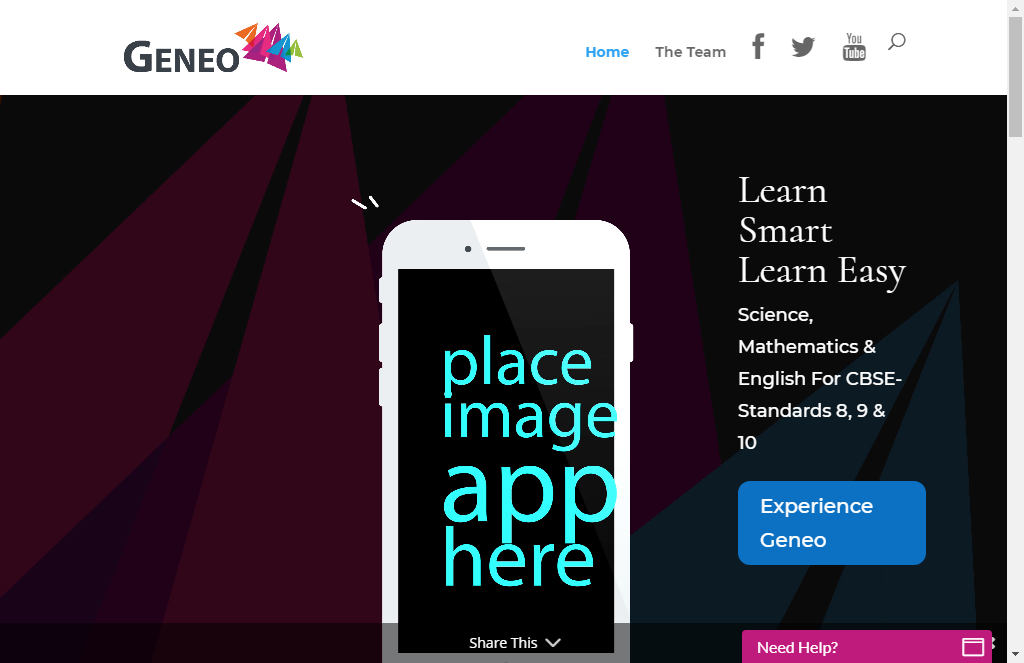 GENEO
Home
The Team
You
Tube
Learn
Smart
Learn Easy
Science,
Mathematics &
English For CBSE-
Standards 8, 9 &
10
Experience
Geneo
place
image
app
here
Share This
Need Help?